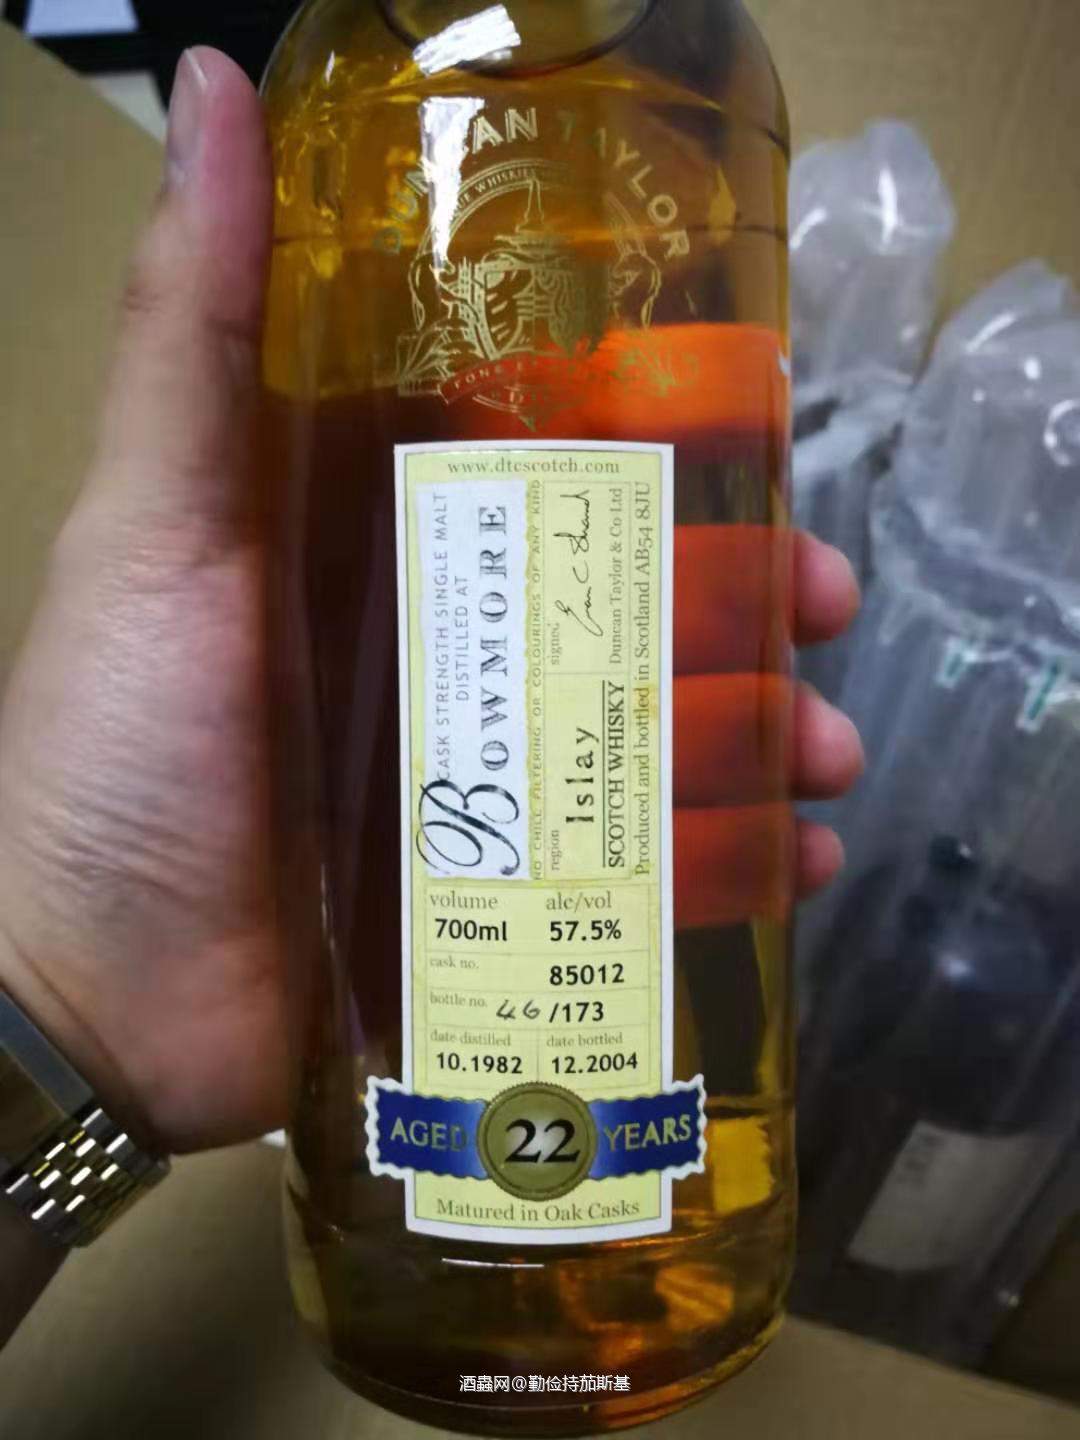 DUNCAN TAYLOR
www.dtcscotch.com
CASK STRENGTH SINGLE MALT
DISTILLED AT
BOWMORE
NO CHILL FILTERING OR COLOURINGS OF ANY KIND
region
Islay
SCOTCH WHISKY
signed
Duncan Taylor & Co Ltd
Produced and bottled in Scotland AB54 8JU
volume
700ml
alc/vol
57.5%
cask no.
85012
bottle no. 46/173
date distilled
10.1982
date bottled
12.2004
AGED 22 YEARS
Matured in Oak Casks
酒蟲网@勤俭持茄斯基